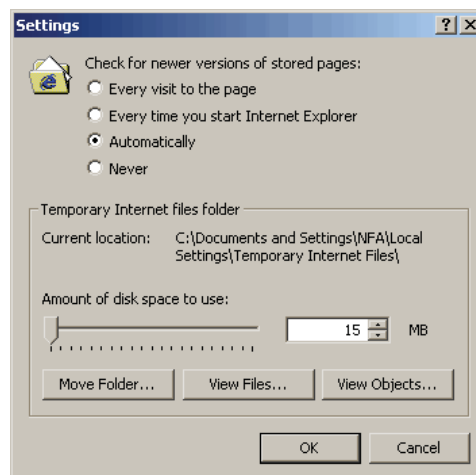 Settings
Check for newer versions of stored pages:
Every visit to the page
Every time you start Internet Explorer
Automatically
Never
Temporary Internet files folder
Current location: C:\Documents and Settings\NFA\Local
Settings\Temporary Internet Files\
Amount of disk space to use:
15 MB
Move Folder... View Files... View Objects...
OK Cancel